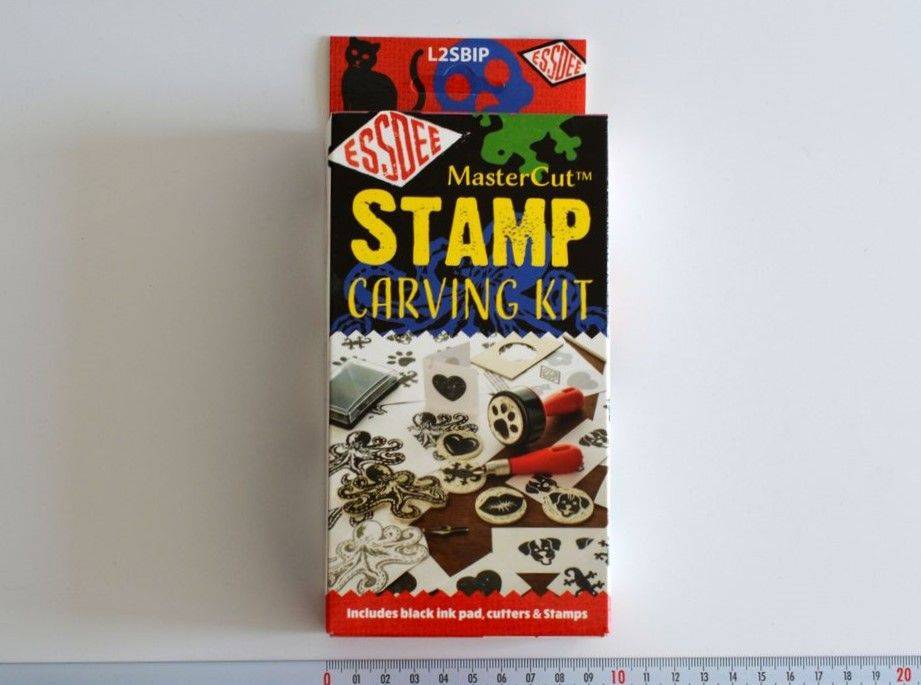 L2SBIP
ESSDEE
ESSDEE
MasterCut™
STAMP
CARVING KIT
Includes black ink pad, cutters & Stamps
0 01 02 03 04 05 06 07 08 09 10 11 12 13 14 15 16 17 18 19 20